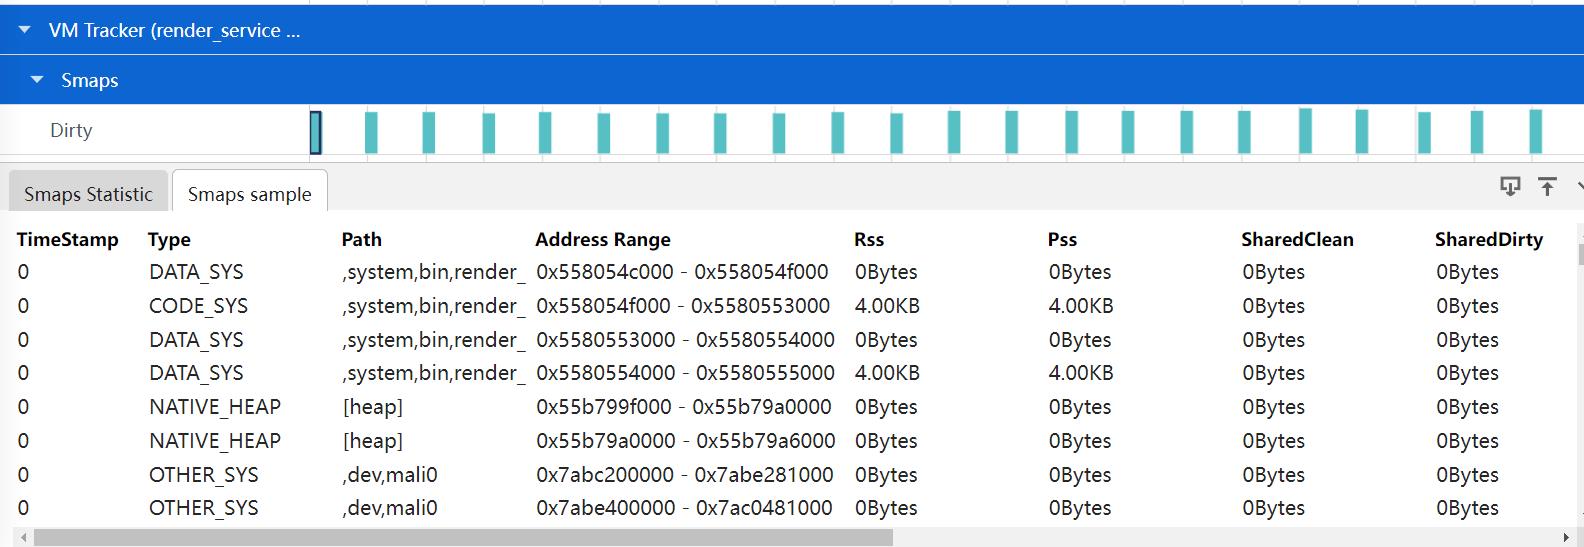 VM Tracker (render_service ...
Smaps
Dirty
Smaps Statistic Smaps sample
TimeStamp Type Path Address Range Rss Pss SharedClean SharedDirty
0 DATA_SYS ,system,bin,render_ 0x558054c000 - 0x558054f000 0Bytes 0Bytes 0Bytes 0Bytes
0 CODE_SYS ,system,bin,render_ 0x558054f000 - 0x5580553000 4.00KB 4.00KB 0Bytes 0Bytes
0 DATA_SYS ,system,bin,render_ 0x5580553000 - 0x5580554000 0Bytes 0Bytes 0Bytes 0Bytes
0 DATA_SYS ,system,bin,render_ 0x5580554000 - 0x5580555000 4.00KB 4.00KB 0Bytes 0Bytes
0 NATIVE_HEAP [heap] 0x55b799f000 - 0x55b79a0000 0Bytes 0Bytes 0Bytes 0Bytes
0 NATIVE_HEAP [heap] 0x55b79a0000 - 0x55b79a6000 0Bytes 0Bytes 0Bytes 0Bytes
0 OTHER_SYS ,dev,mali0 0x7abc200000 - 0x7abe281000 0Bytes 0Bytes 0Bytes 0Bytes
0 OTHER_SYS ,dev,mali0 0x7abe400000 - 0x7ac0481000 0Bytes 0Bytes 0Bytes 0Bytes